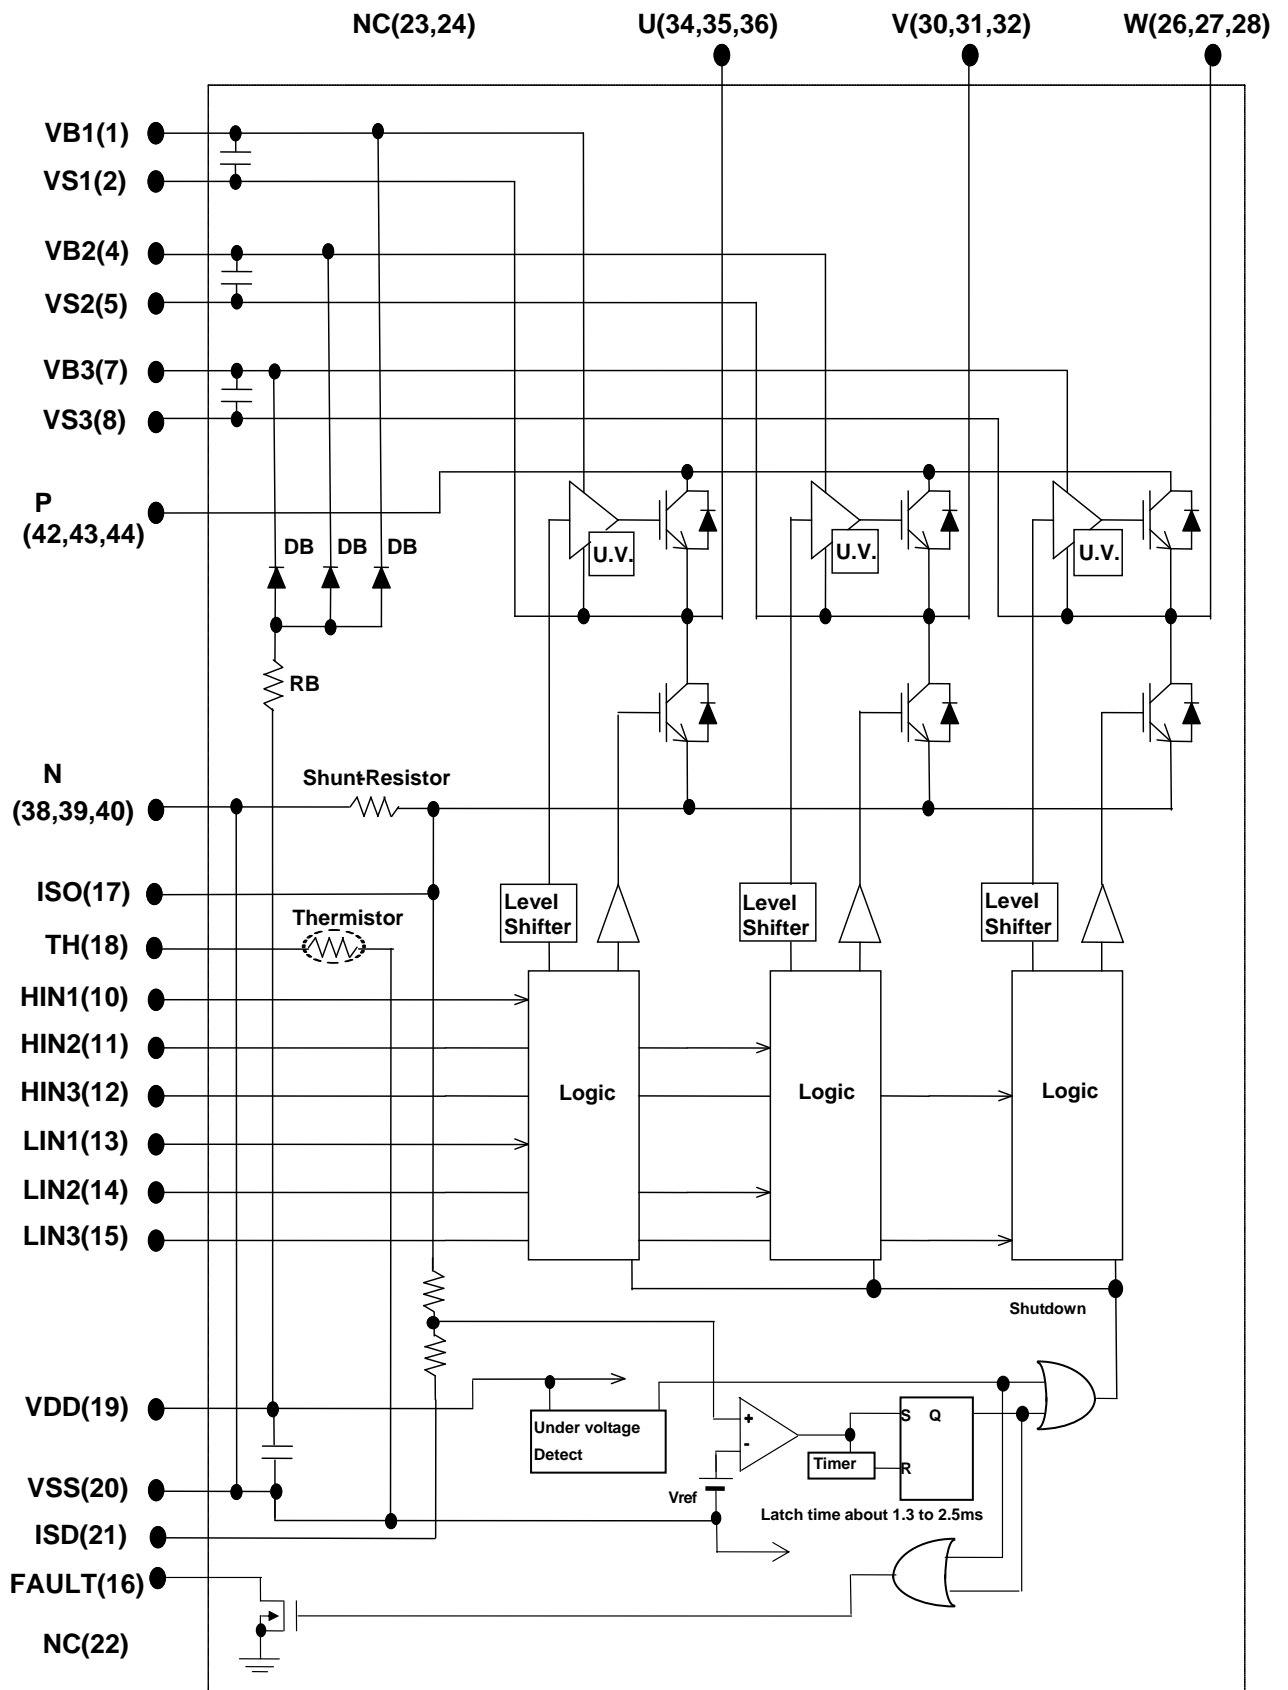 NC(23,24) U(34,35,36) V(30,31,32) W(26,27,28)
VB1(1)
VS1(2)
VB2(4)
VS2(5)
VB3(7)
VS3(8)
P
(42,43,44)
DB DB DB
U.V. U.V. U.V.
RB
N
(38,39,40)
Shunt-Resistor
ISO(17)
Thermistor
TH(18)
Level
Shifter
Level
Shifter
Level
Shifter
HIN1(10)
HIN2(11)
HIN3(12)
Logic Logic Logic
LIN1(13)
LIN2(14)
LIN3(15)
Shutdown
VDD(19)
Under voltage
Detect
+
-
S Q
Timer
R
VSS(20)
Vref
Latch time about 1.3 to 2.5ms
ISD(21)
FAULT(16)
NC(22)